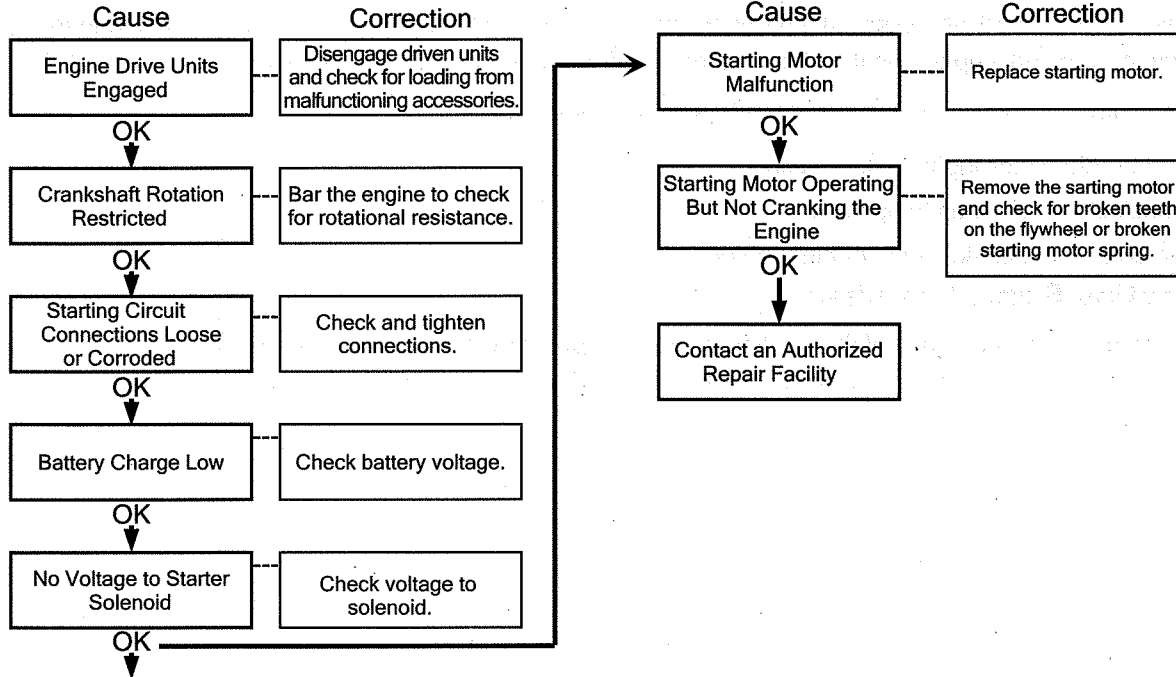 Cause
Correction
Engine Drive Units
Engaged
Disengage driven units
and check for loading from
malfunctioning accessories.
OK
Crankshaft Rotation
Restricted
Bar the engine to check
for rotational resistance.
OK
Starting Circuit
Connections Loose
or Corroded
Check and tighten
connections.
OK
Battery Charge Low
Check battery voltage.
OK
No Voltage to Starter
Solenoid
Check voltage to
solenoid.
OK
Cause
Correction
Starting Motor
Malfunction
Replace starting motor.
OK
Starting Motor Operating
But Not Cranking the
Engine
Remove the sarting motor
and check for broken teeth
on the flywheel or broken
starting motor spring.
OK
Contact an Authorized
Repair Facility